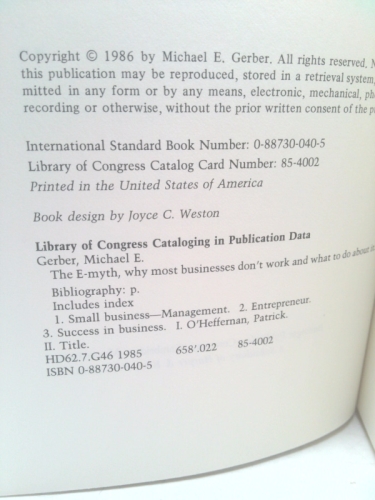 Copyright © 1986 by Michael E. Gerber. All rights reserved.
this publication may be reproduced, stored in a retrieval system,
mitted in any form or by any means, electronic, mechanical,
recording or otherwise, without the prior written consent of the
International Standard Book Number: 0-88730-040-5
Library of Congress Catalog Card Number: 85-4002
Printed in the United States of America
Book design by Joyce C. Weston
Library of Congress Cataloging in Publication Data
Gerber, Michael E.
The E-myth, why most businesses don't work and what to do about
Bibliography: p.
Includes index
1. Small business—Management. 2. Entrepreneur.
3. Success in business. I. O'Heffernan, Patrick.
II. Title.
HD62.7.G46 1985 658'.022 85-4002
ISBN 0-88730-040-5